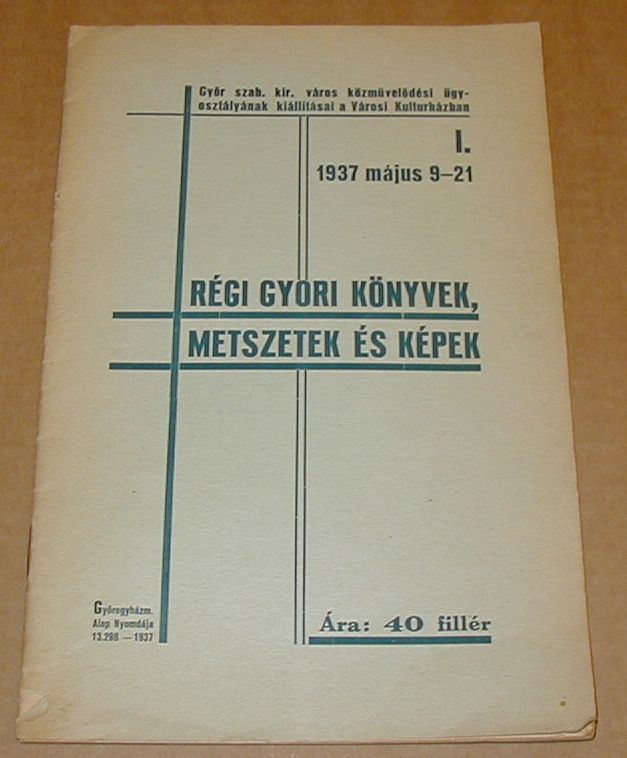 Győr szab. kir. város közművelődési ügy-
osztályának kiállításai a Városi Kulturházban
I.
1937 május 9–21
RÉGI GYŐRI KÖNYVEK,
METSZETEK ÉS KÉPEK
Győregyházm.
Alap Nyomdája
13.298 — 1937
Ára: 40 fillér